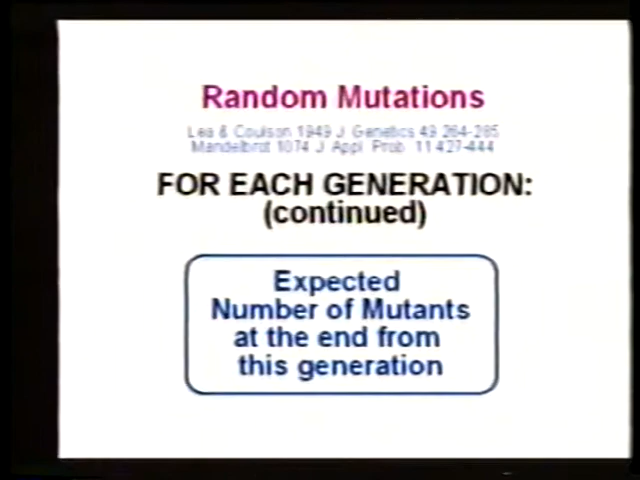 Random Mutations
Lea & Coulson 1949 J. Genetics 49 264-285
Mandelbrot 1974 J. Appl. Prob. 11 427-444
FOR EACH GENERATION:
(continued)
Expected
Number of Mutants
at the end from
this generation